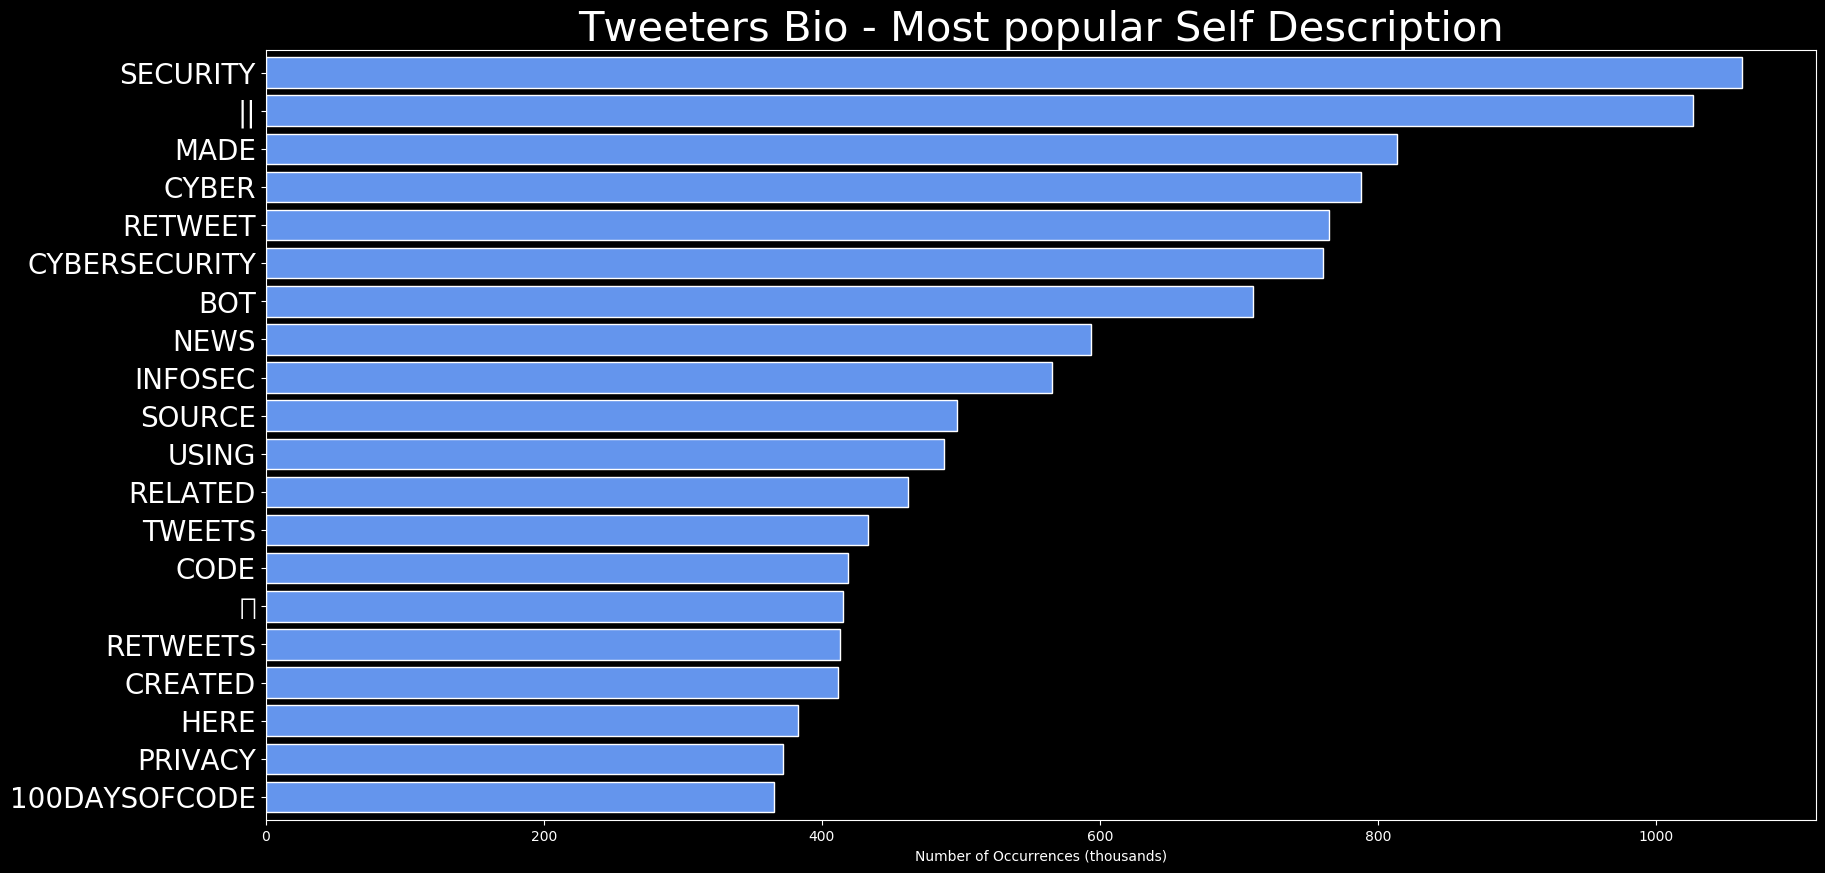 Tweeters Bio - Most popular Self Description
SECURITY
||
MADE
CYBER
RETWEET
CYBERSECURITY
BOT
NEWS
INFOSEC
SOURCE
USING
RELATED
TWEETS
CODE
RETWEETS
CREATED
HERE
PRIVACY
100DAYSOFCODE
0 200 400 600 800 1000
Number of Occurrences (thousands)